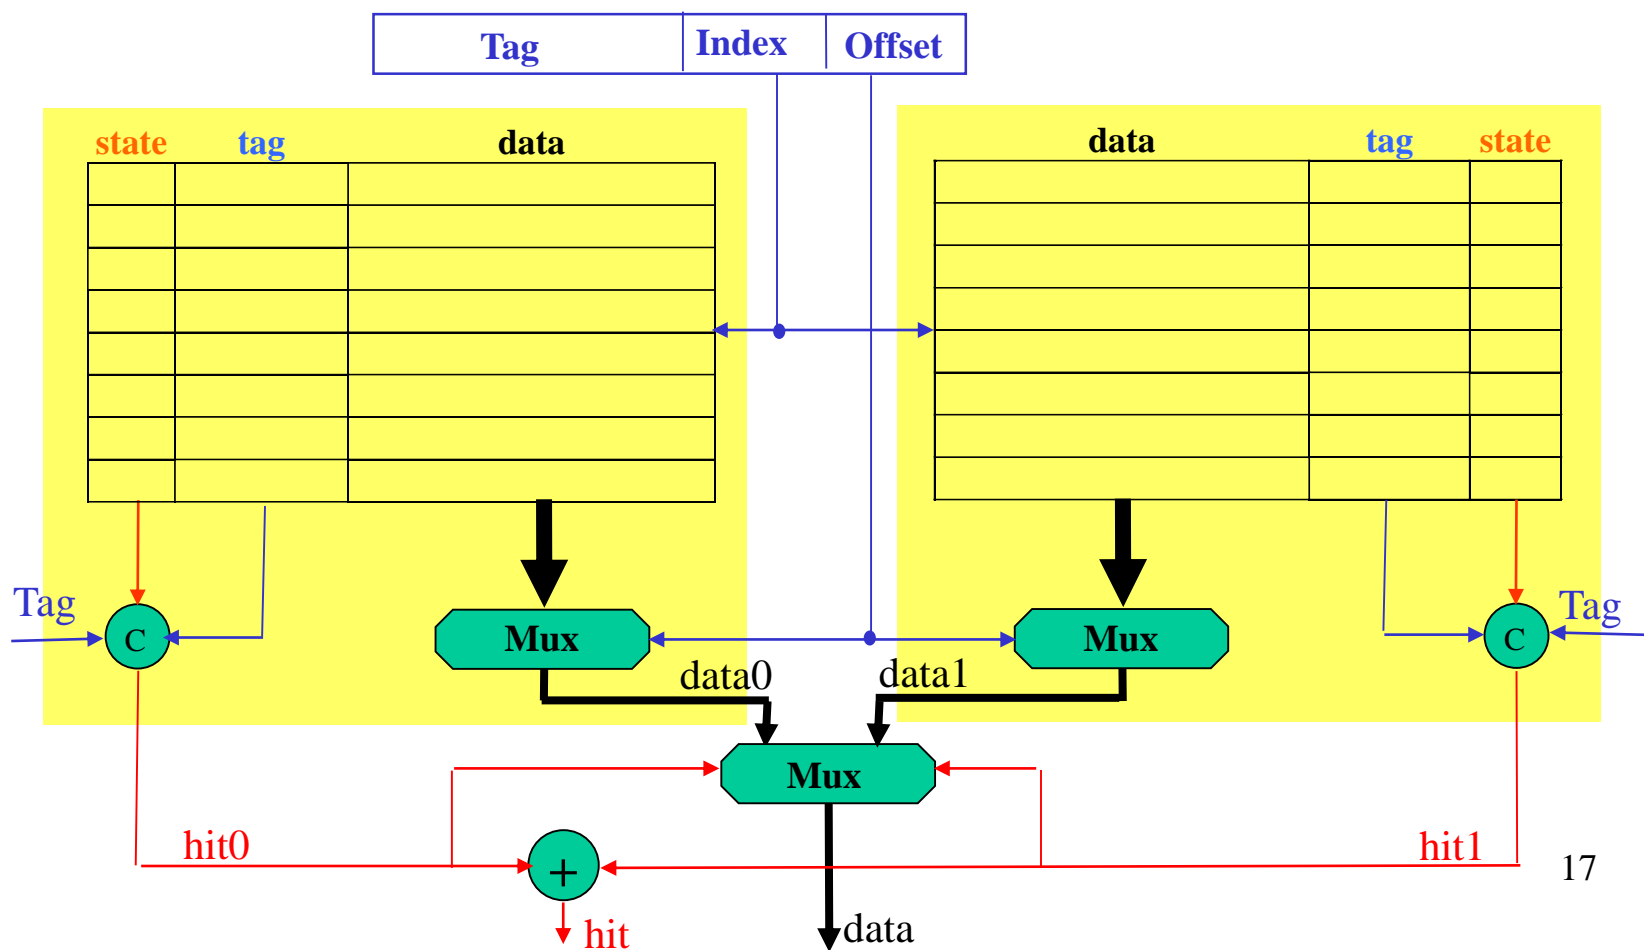 Tag Index Offset
state tag data data tag state
Tag C Mux Mux C Tag
data0 data1
Mux
hit0 + hit1 17
hit data